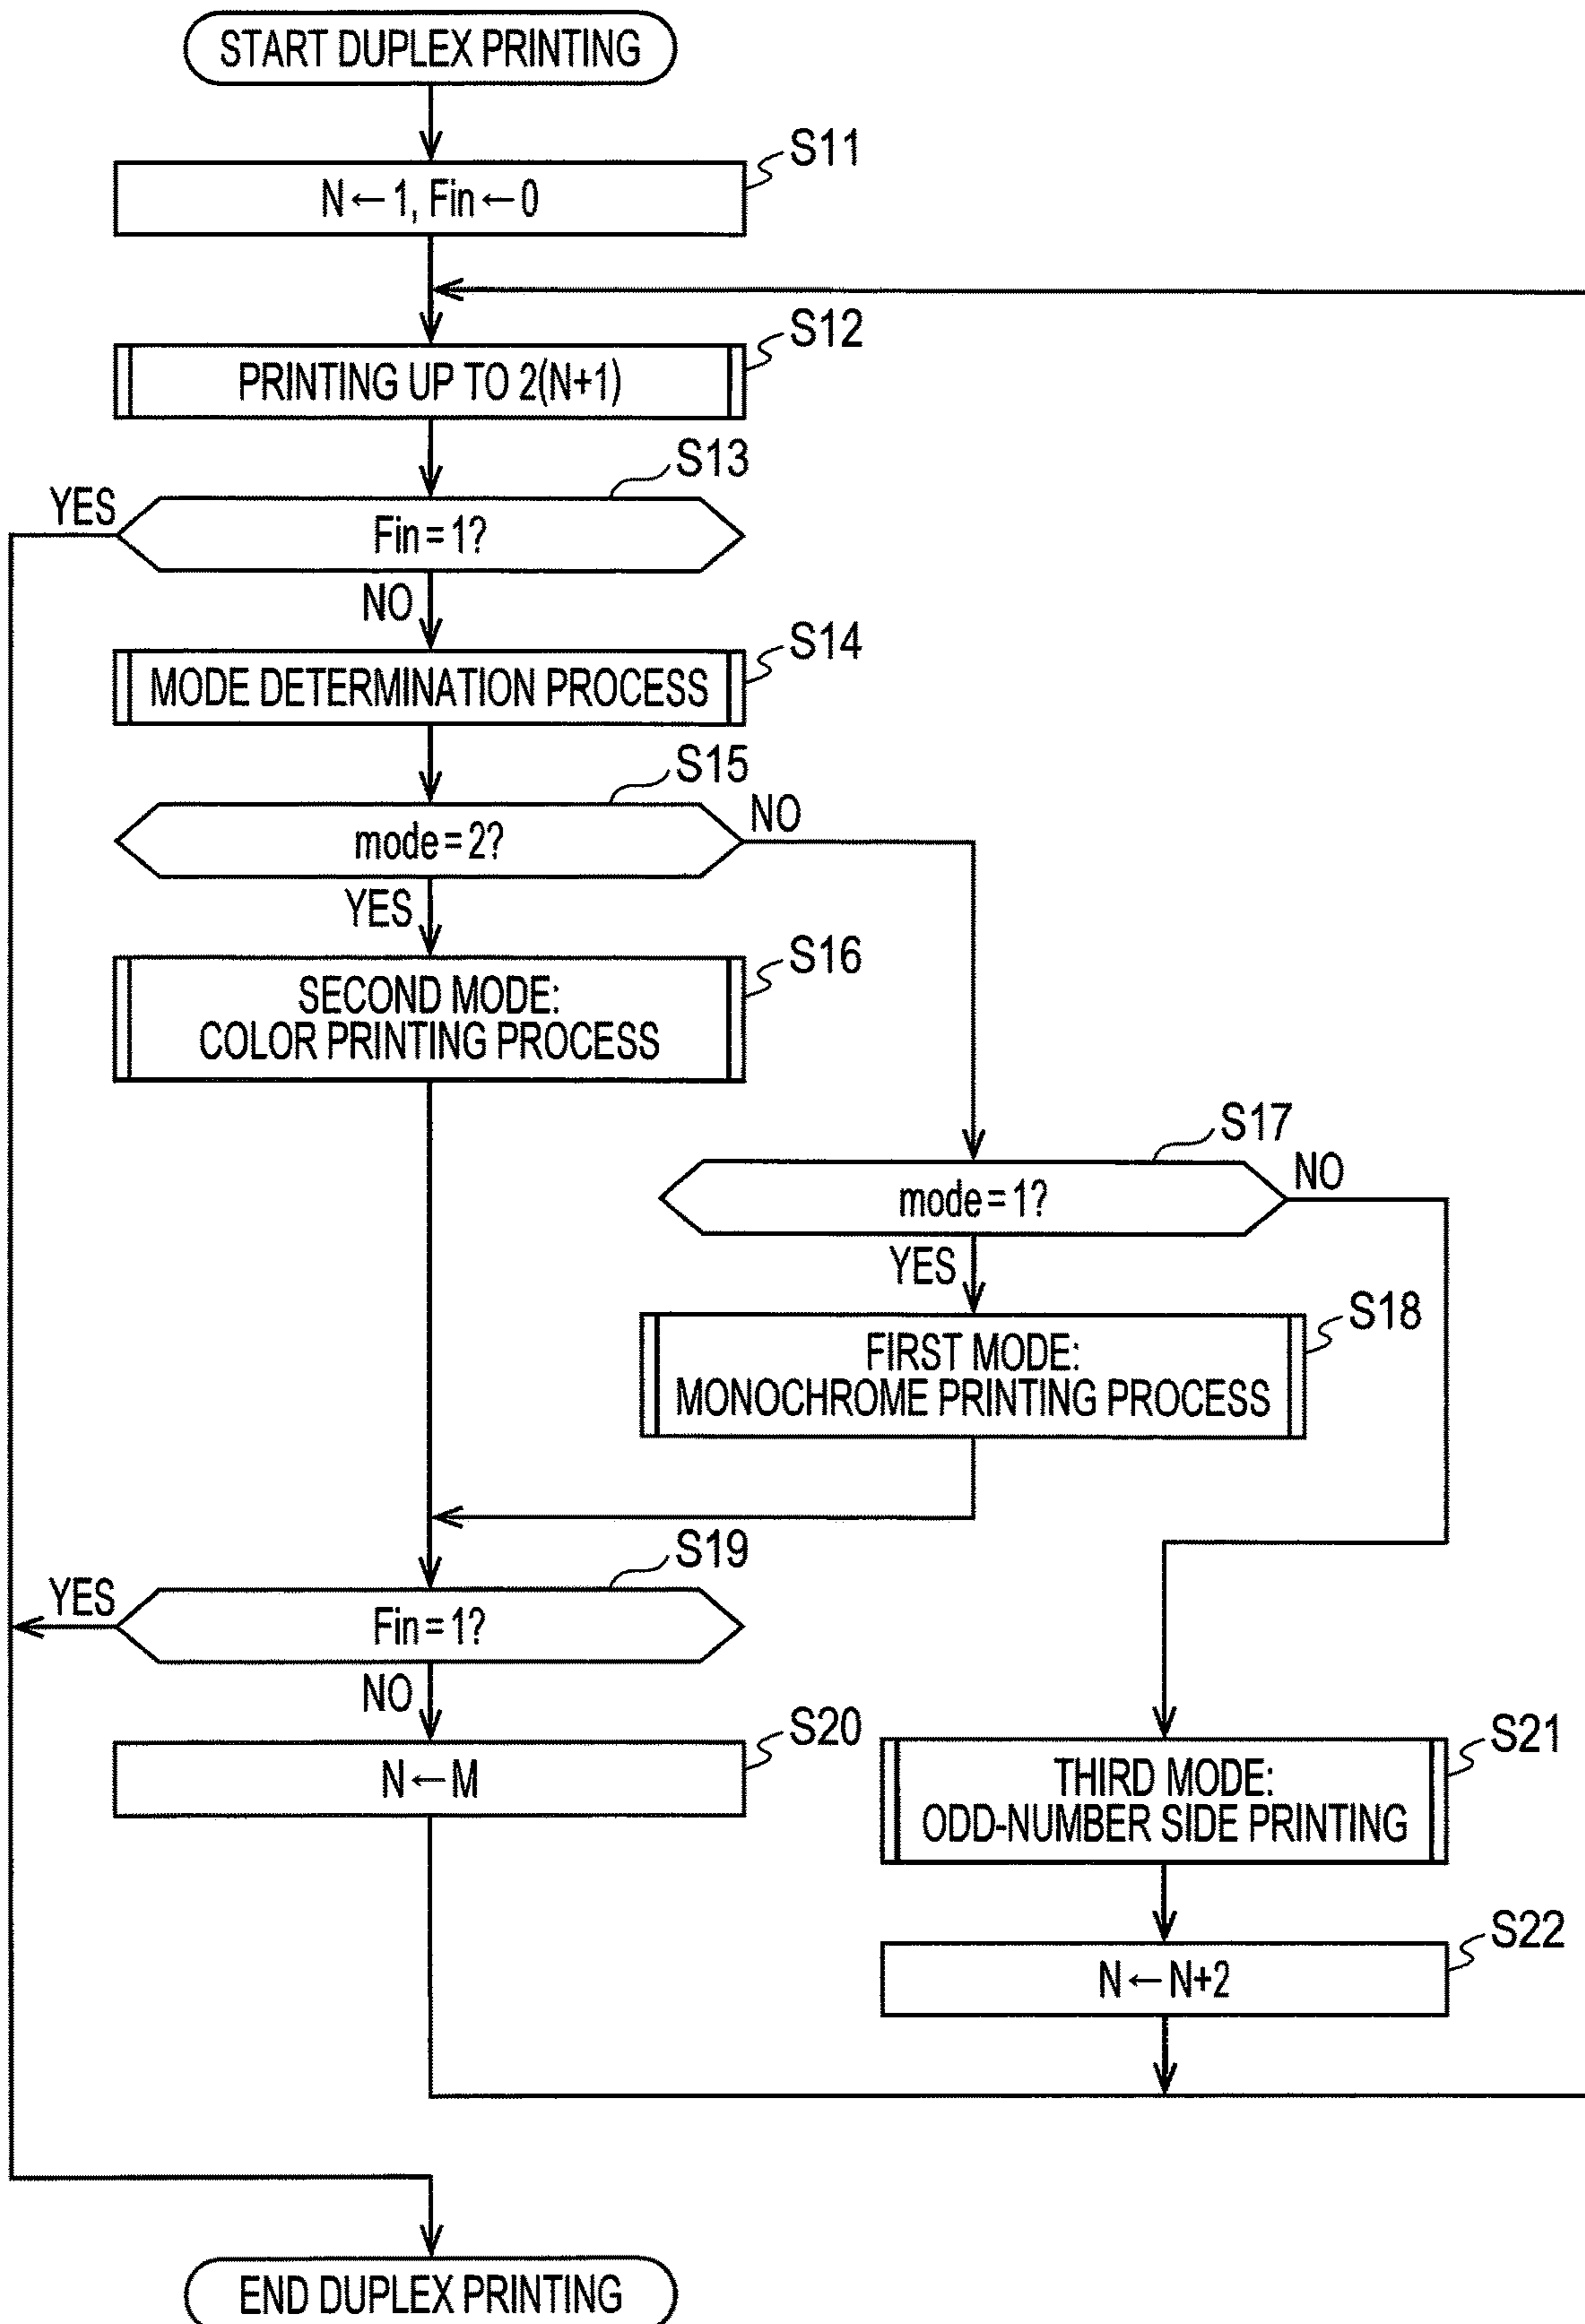 START DUPLEX PRINTING
S11
N←1, Fin←0
S12
PRINTING UP TO 2(N+1)
S13
YES
Fin=1?
NO
S14
MODE DETERMINATION PROCESS
S15
NO
mode=2?
YES
S16
SECOND MODE:
COLOR PRINTING PROCESS
S17
NO
mode=1?
YES
S18
FIRST MODE:
MONOCHROME PRINTING PROCESS
S19
YES
Fin=1?
NO
S20
N←M
S21
THIRD MODE:
ODD-NUMBER SIDE PRINTING
S22
N←N+2
END DUPLEX PRINTING